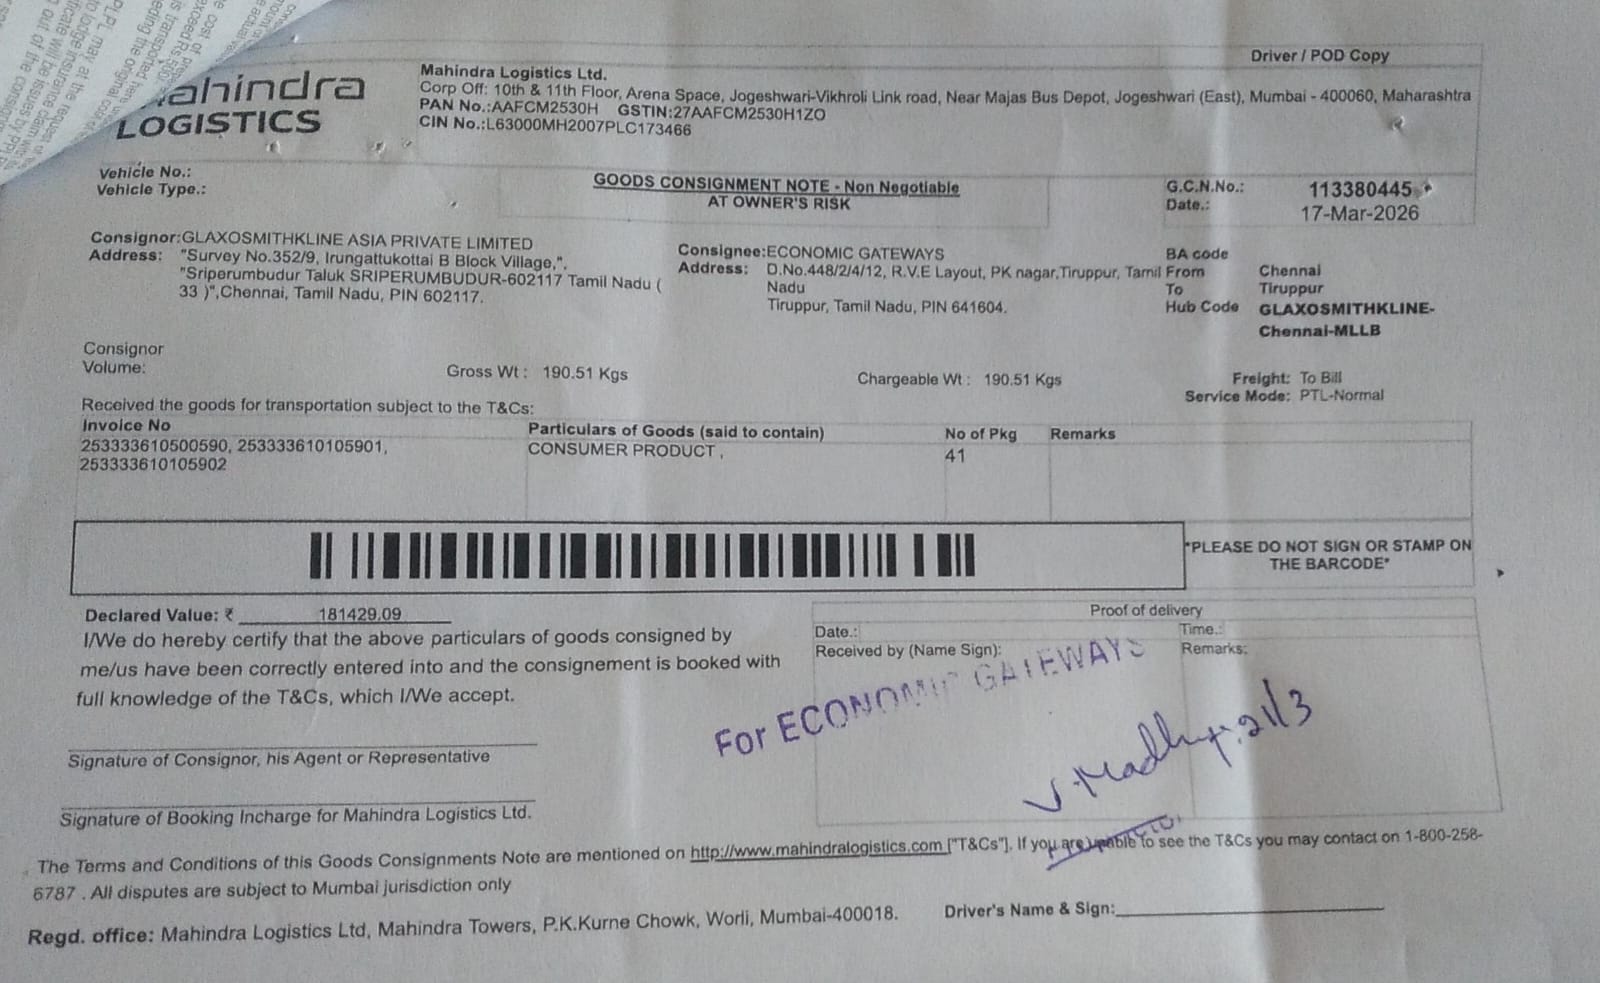 Driver / POD Copy
ahindra
LOGISTICS
Mahindra Logistics Ltd.
Corp Off: 10th & 11th Floor, Arena Space, Jogeshwari-Vikhroli Link road, Near Majas Bus Depot, Jogeshwari (East), Mumbai - 400060, Maharashtra
PAN No.:AAFCM2530H GSTIN:27AAFCM2530H1ZO
CIN No.:L63000MH2007PLC173466
Vehicle No.:
Vehicle Type.:
GOODS CONSIGNMENT NOTE - Non Negotiable
AT OWNER'S RISK
G.C.N.No.: 113380445
Date.: 17-Mar-2026
Consignor:GLAXOSMITHKLINE ASIA PRIVATE LIMITED
Address: "Survey No.352/9, Irungattukottai B Block Village,",
"Sriperumbudur Taluk SRIPERUMBUDUR-602117 Tamil Nadu (
33 )",Chennai, Tamil Nadu, PIN 602117.
Consignee:ECONOMIC GATEWAYS
Address: D.No.448/2/4/12, R.V.E Layout, PK nagar,Tiruppur, Tamil
Nadu
Tiruppur, Tamil Nadu, PIN 641604.
BA code
From Chennai
To Tiruppur
Hub Code GLAXOSMITHKLINE-
Chennai-MLLB
Consignor
Volume:
Gross Wt : 190.51 Kgs
Chargeable Wt : 190.51 Kgs
Freight: To Bill
Service Mode: PTL-Normal
Received the goods for transportation subject to the T&Cs:
Invoice No Particulars of Goods (said to contain) No of Pkg Remarks
253333610500590, 253333610105901, CONSUMER PRODUCT , 41
253333610105902
*PLEASE DO NOT SIGN OR STAMP ON
THE BARCODE*
Declared Value: ₹ 181429.09
I/We do hereby certify that the above particulars of goods consigned by
me/us have been correctly entered into and the consignement is booked with
full knowledge of the T&Cs, which I/We accept.
Proof of delivery
Date.: Time.:
Received by (Name Sign): Remarks:
For ECONOMIC GATEWAYS
21/3
Signature of Consignor, his Agent or Representative
Signature of Booking Incharge for Mahindra Logistics Ltd.
The Terms and Conditions of this Goods Consignments Note are mentioned on http://www.mahindralogistics.com ["T&Cs"]. If you are unable to see the T&Cs you may contact on 1-800-258-
6787 . All disputes are subject to Mumbai jurisdiction only
Regd. office: Mahindra Logistics Ltd, Mahindra Towers, P.K.Kurne Chowk, Worli, Mumbai-400018.
Driver's Name & Sign: